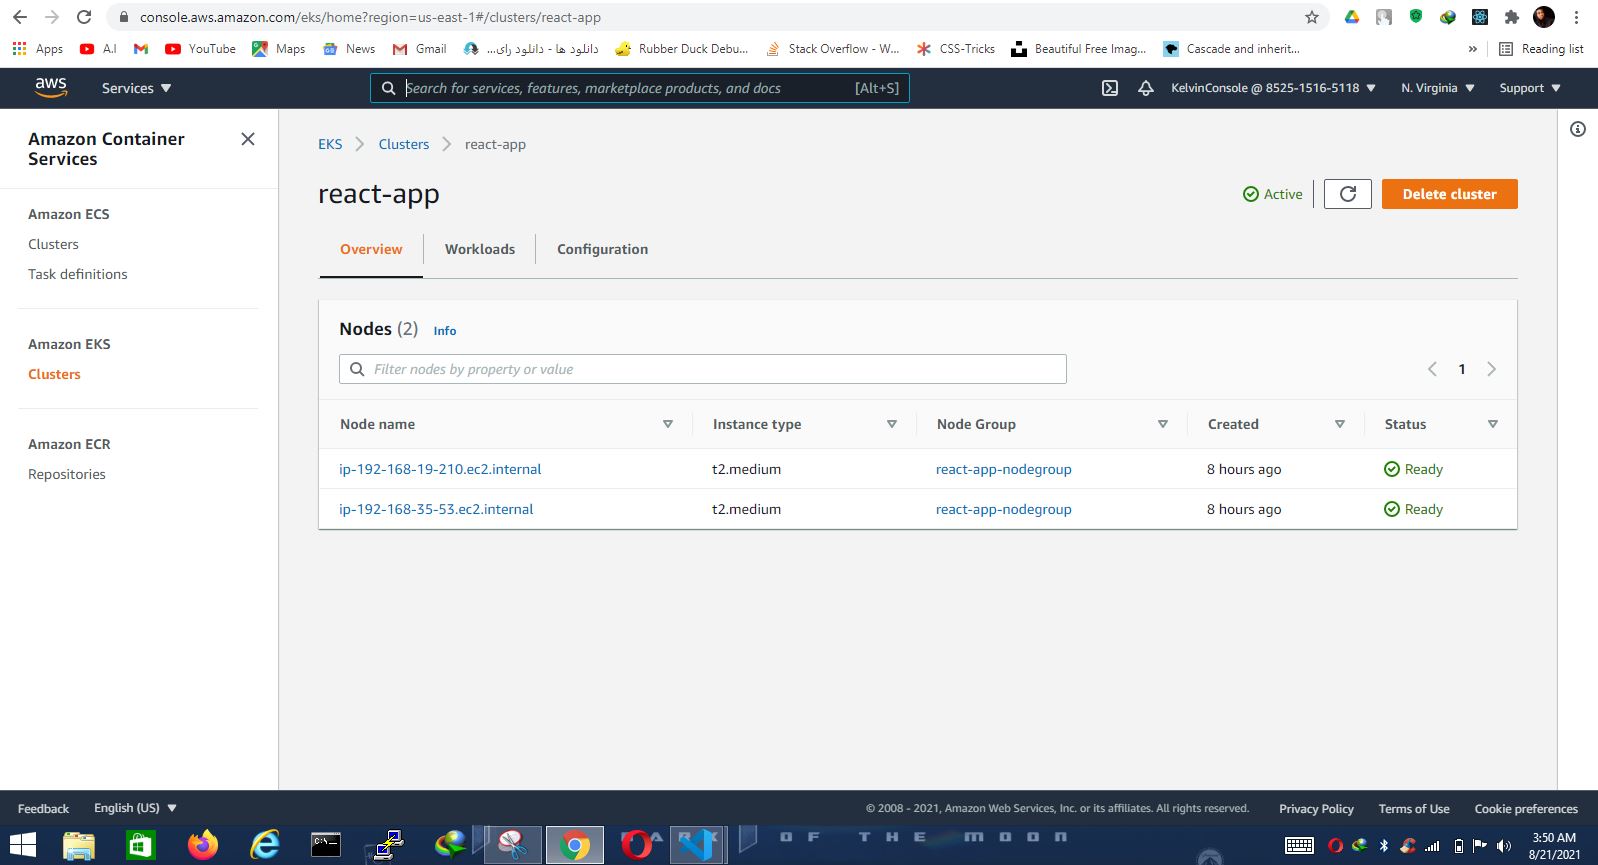 console.aws.amazon.com/eks/home?region=us-east-1#/clusters/react-app
Apps A.I YouTube Maps News Gmail دانلود ها - دانلود رای... Rubber Duck Debu... Stack Overflow - W... CSS-Tricks Beautiful Free Imag... Cascade and inherit... » Reading list
aws Services Search for services, features, marketplace products, and docs [Alt+S] KelvinConsole @ 8525-1516-5118 N. Virginia Support
Amazon Container Services
Amazon ECS
Clusters
Task definitions
Amazon EKS
Clusters
Amazon ECR
Repositories
EKS Clusters react-app
react-app
Active Delete cluster
Overview Workloads Configuration
Nodes (2) Info
Filter nodes by property or value 1
Node name Instance type Node Group Created Status
ip-192-168-19-210.ec2.internal t2.medium react-app-nodegroup 8 hours ago Ready
ip-192-168-35-53.ec2.internal t2.medium react-app-nodegroup 8 hours ago Ready
Feedback English (US) © 2008 - 2021, Amazon Web Services, Inc. or its affiliates. All rights reserved. Privacy Policy Terms of Use Cookie preferences
OF THE MOON
3:50 AM
8/21/2021